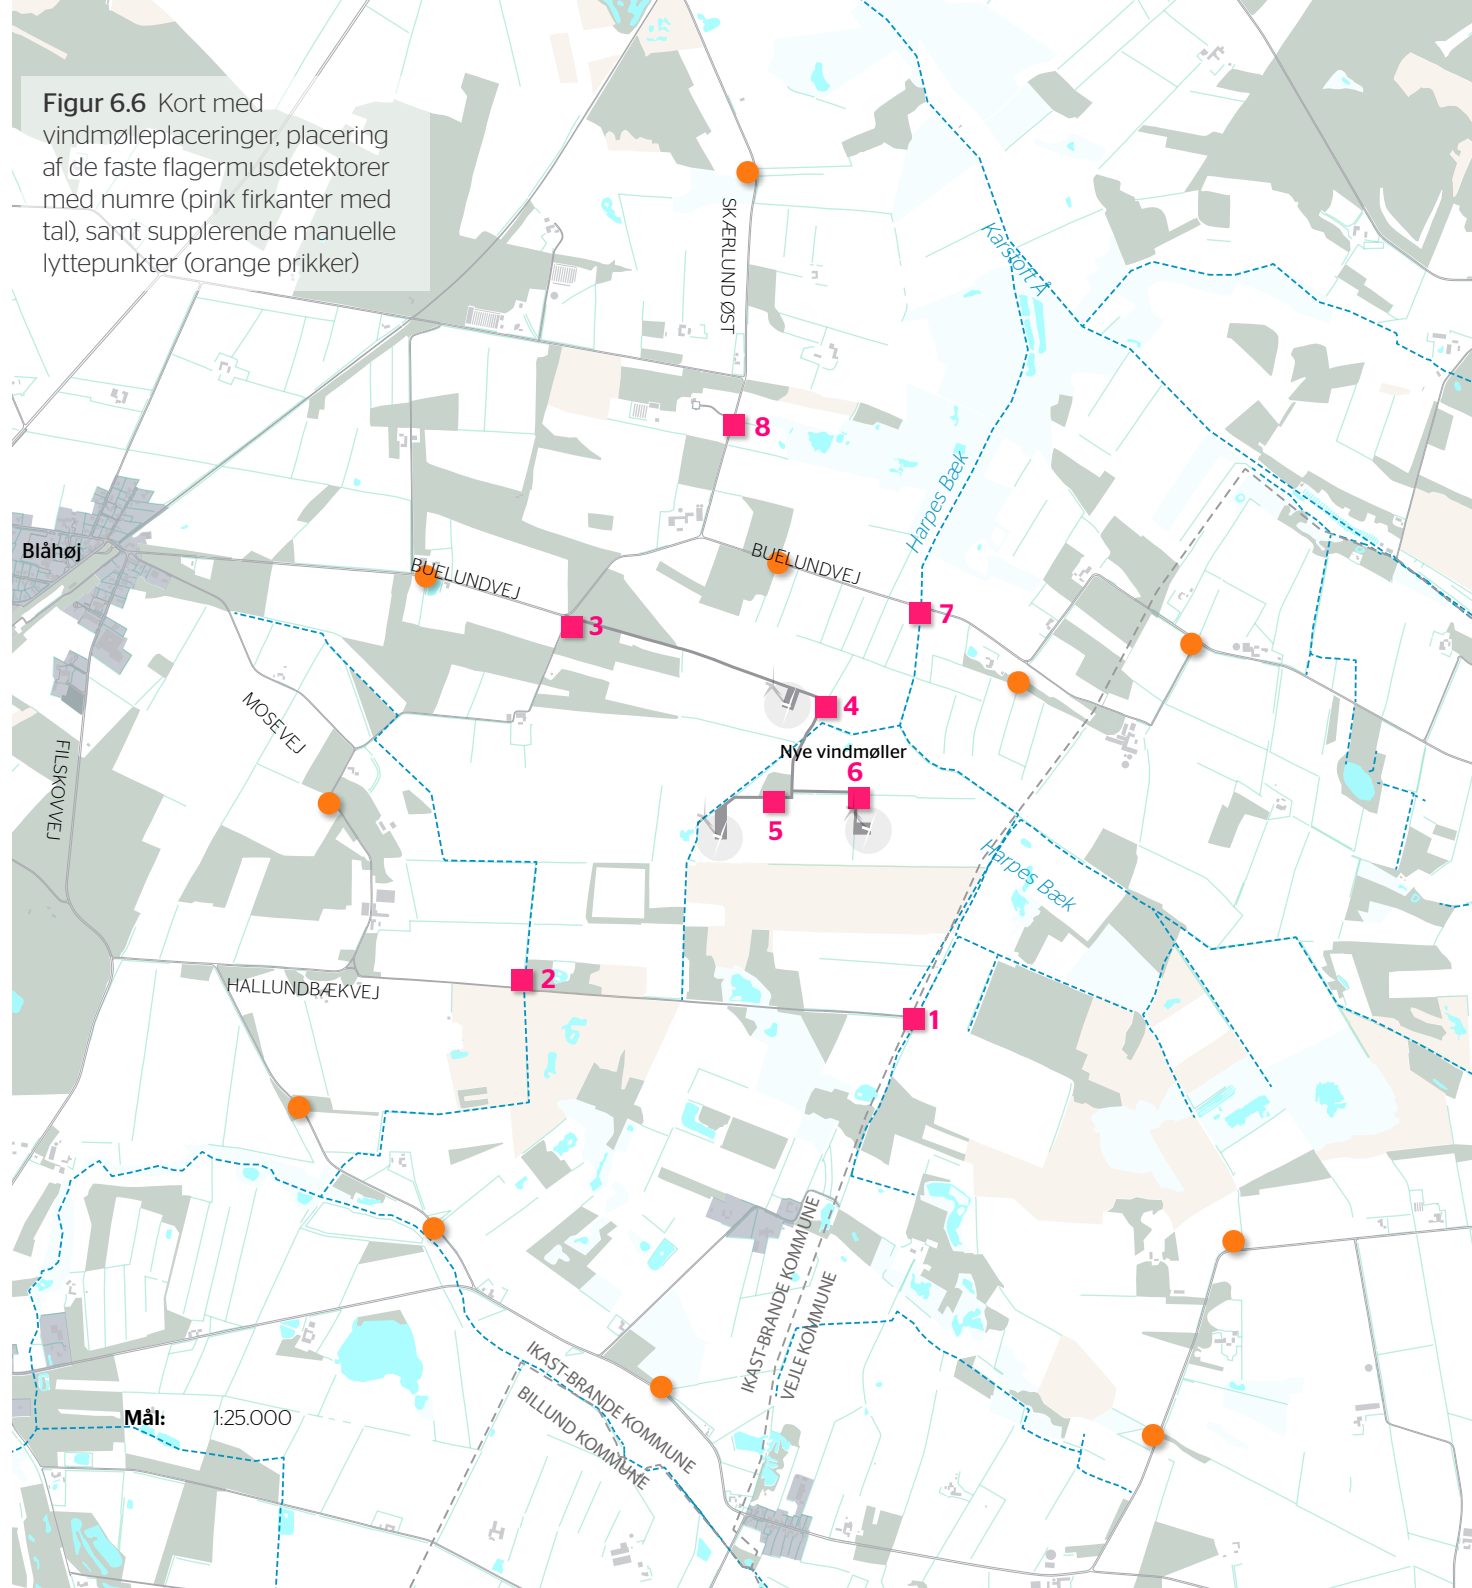 Figur 6.6 Kort med
vindmølleplaceringer, placering
af de faste flagermusdetektorer
med numre (pink firkanter med
tal), samt supplerende manuelle
lyttepunkter (orange prikker)
SKÆRLUND ØST
Karstoft Å
8
Harpes Bæk
Blåhøj
BUELUNDVEJ
BUELUNDVEJ
3
7
MOSEVEJ
4
Nye vindmøller
FILSKOVVEJ
6
5
Harpes Bæk
2
HALLUNDBÆKVEJ
1
IKAST-BRANDE KOMMUNE
VEJLE KOMMUNE
IKAST-BRANDE KOMMUNE
BILLUND KOMMUNE
Mål: 1:25.000